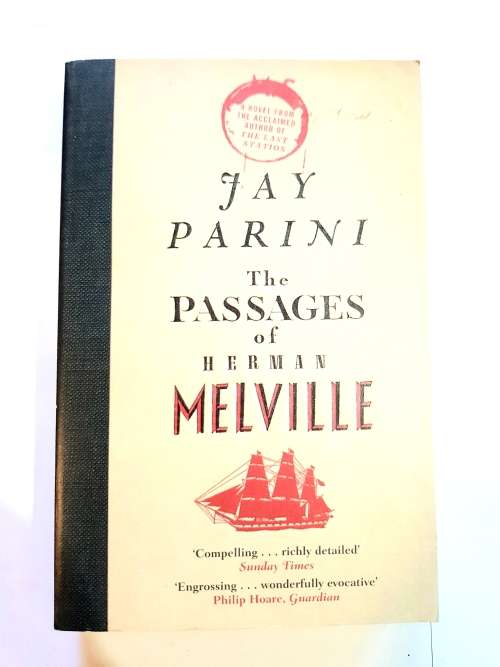 A NOVEL FROM
THE ACCLAIMED
AUTHOR OF
THE LAST
STATION
JAY
PARINI
The
PASSAGES
of
HERMAN
MELVILLE
‘Compelling . . . richly detailed’
Sunday Times
‘Engrossing . . . wonderfully evocative’
Philip Hoare, Guardian